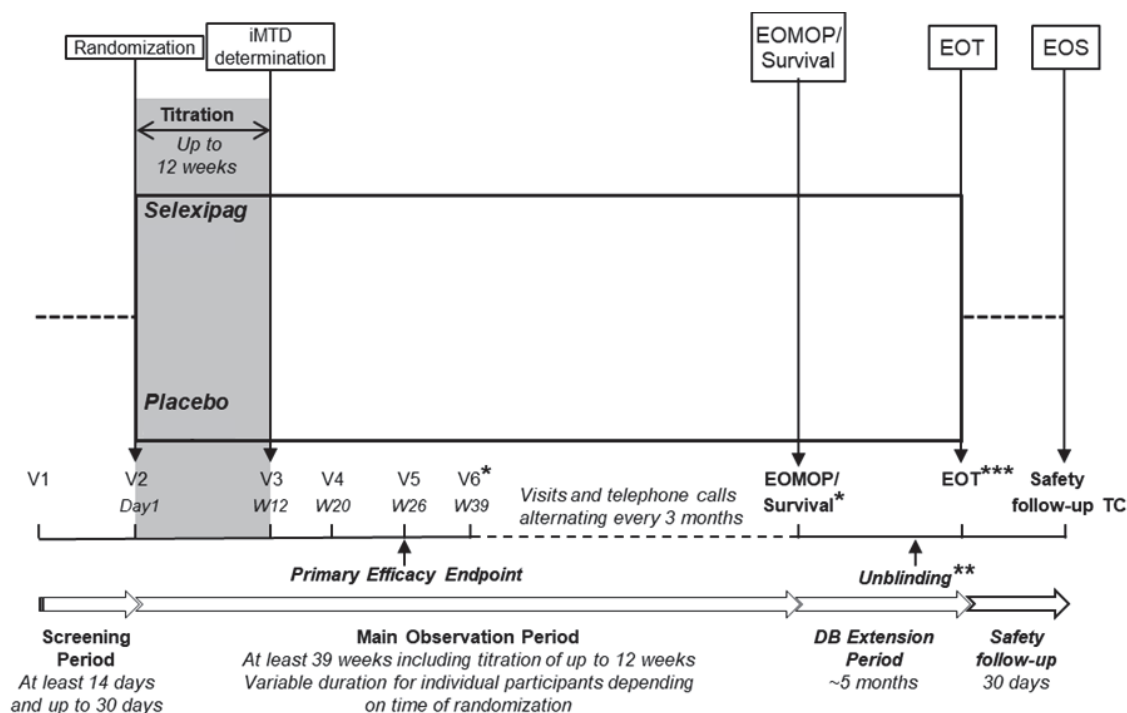 Randomization
iMTD
determination
EOMOP/
Survival
EOT
EOS
Titration
Up to
12 weeks
Selexipag
Placebo
V1
V2
Day1
V3
W12
V4
W20
V5
W26
V6*
W39
Visits and telephone calls
alternating every 3 months
EOMOP/
Survival*
EOT***
Safety
follow-up TC
Primary Efficacy Endpoint
Unblinding**
Screening
Period
At least 14 days
and up to 30 days
Main Observation Period
At least 39 weeks including titration of up to 12 weeks
Variable duration for individual participants depending
on time of randomization
DB Extension
Period
~5 months
Safety
follow-up
30 days